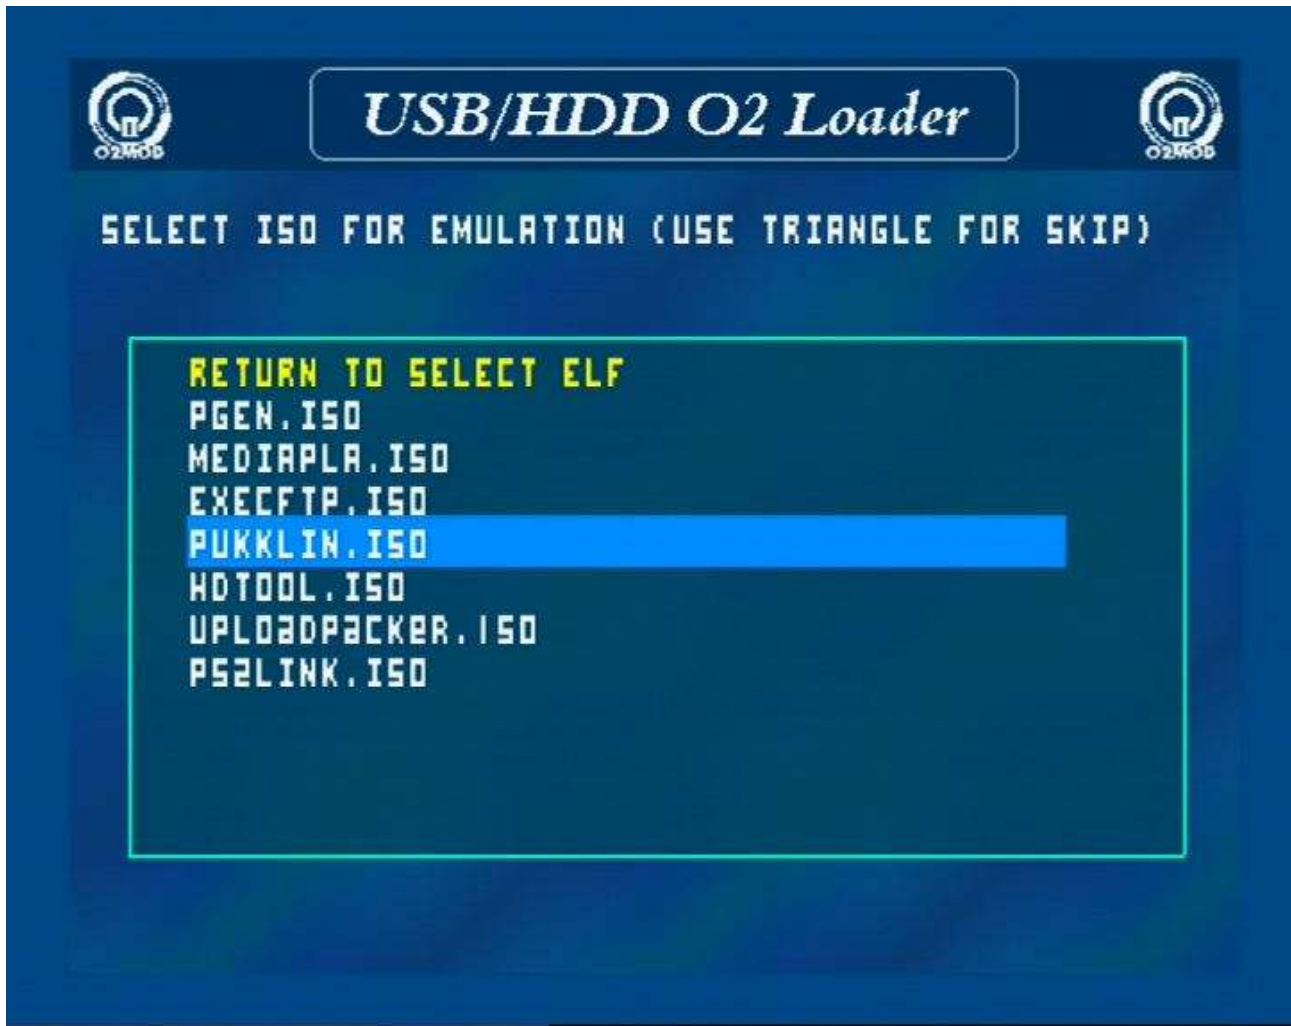 USB/HDD O2 Loader
O2MOD
O2MOD
SELECT ISO FOR EMULATION (USE TRIANGLE FOR SKIP)
RETURN TO SELECT ELF
PGEN.ISO
MEDIAPLA.ISO
EXECFTP.ISO
PUKKLIN.ISO
HDTOOL.ISO
UPLOADPACKER.ISO
PS2LINK.ISO